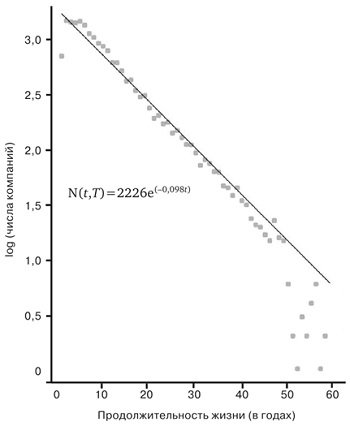 log (числа компаний)
3,0
2,5
2,0
1,5
1,0
0,5
0
N(t,T)=2226e(−0,098t)
0 10 20 30 40 50 60
Продолжительность жизни (в годах)